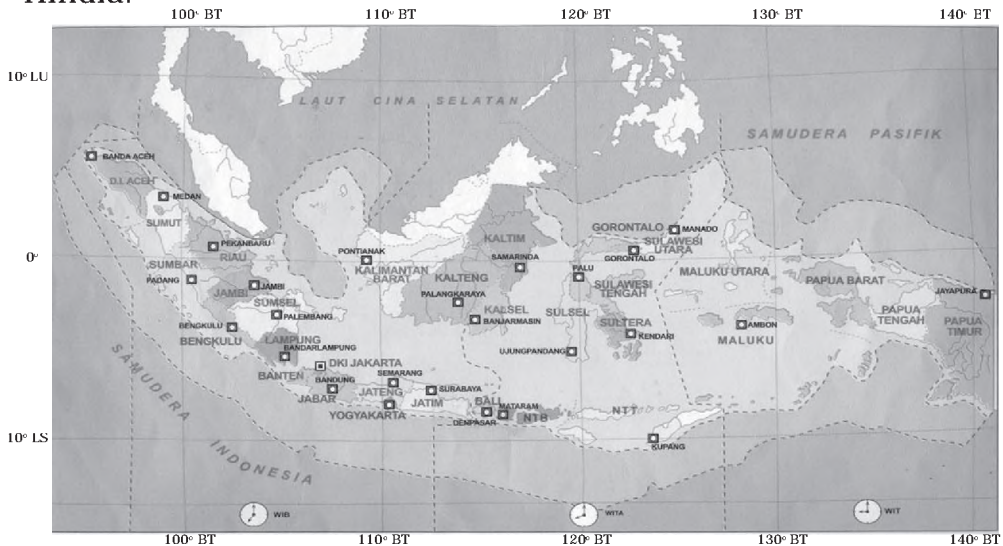 Hindia.
100° BT 110° BT 120° BT 130° BT 140° BT
10° LU
LAUT CINA SELATAN
SAMUDERA PASIFIK
BANDA ACEH
D.I. ACEH
MEDAN
SUMUT
PEKANBARU
RIAU
GORONTALO
MANADO
SULAWESI
UTARA
KALTIM
PONTIANAK
SAMARINDA
GORONTALO
0°
SUMBAR
KALIMANTAN
BARAT
PALU
MALUKU UTARA
PADANG
JAMBI
JAMBI
KALTENG
SULAWESI
TENGAH
PAPUA BARAT
JAYAPURA
SUMSEL
PALANGKARAYA
KALSEL
SULSEL
PAPUA
TENGAH
PALEMBANG
BANJARMASIN
SULTERA
AMBON
PAPUA
TIMUR
BENGKULU
BENGKULU
KENDARI
MALUKU
LAMPUNG
BANDARLAMPUNG
UJUNGPANDANG
DKI JAKARTA
BANTEN
SEMARANG
BANDUNG
SURABAYA
JABAR
JATENG
JATIM
BALI
MATARAM
YOGYAKARTA
NTB
NTT
DENPASAR
KUPANG
10° LS
SAMUDERA
INDONESIA
WIB
WITA
WIT
100° BT 110° BT 120° BT 130° BT 140° BT